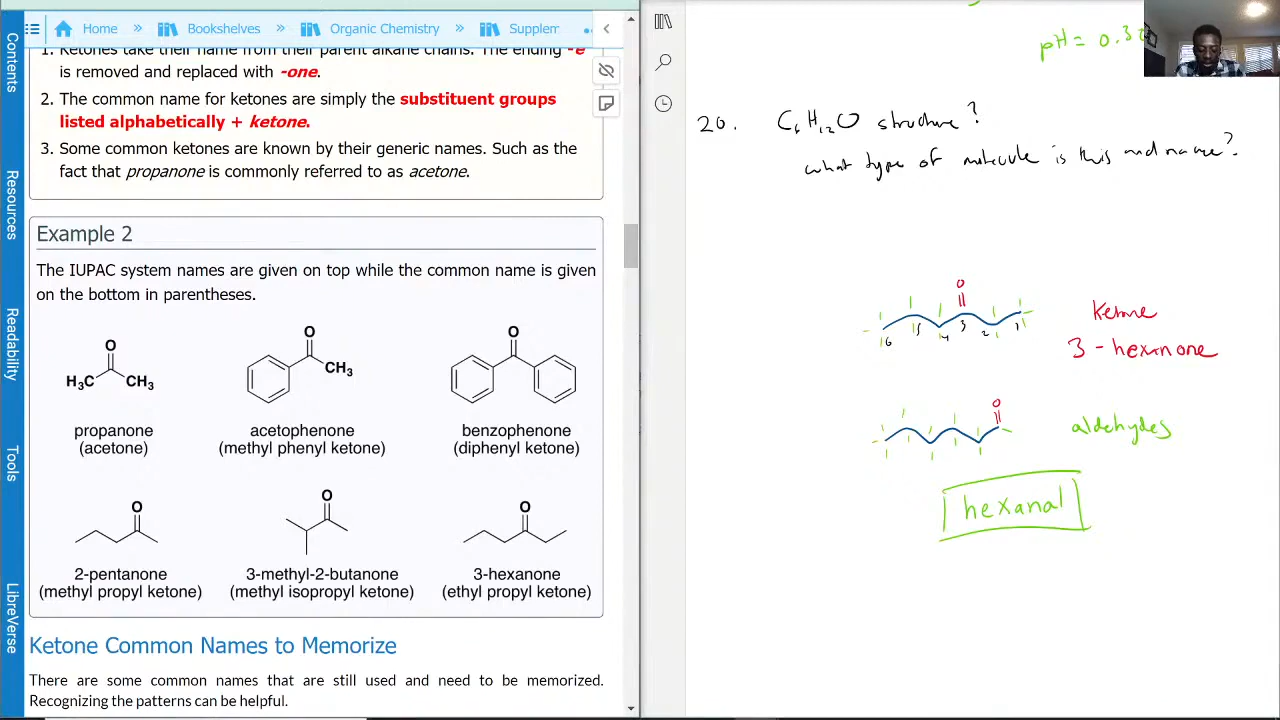 Contents
Resources
Readability
Tools
LibreVerse
Home » Bookshelves » Organic Chemistry » Supplem
1. Ketones take their name from their parent alkane chains. The ending -e
is removed and replaced with -one.
2. The common name for ketones are simply the substituent groups
listed alphabetically + ketone.
3. Some common ketones are known by their generic names. Such as the
fact that propanone is commonly referred to as acetone.
Example 2
The IUPAC system names are given on top while the common name is given
on the bottom in parentheses.
O O O
H₃C CH₃ CH₃
propanone acetophenone benzophenone
(acetone) (methyl phenyl ketone) (diphenyl ketone)
O O O
2-pentanone 3-methyl-2-butanone 3-hexanone
(methyl propyl ketone) (methyl isopropyl ketone) (ethyl propyl ketone)
Ketone Common Names to Memorize
There are some common names that are still used and need to be memorized.
Recognizing the patterns can be helpful.
pH = 0.3
20. C₆H₁₂O structure?
what type of molecule is this and name?
O
6 5 4 3 2 1
Ketone
3 - hexanone
O
aldehydes
hexanal